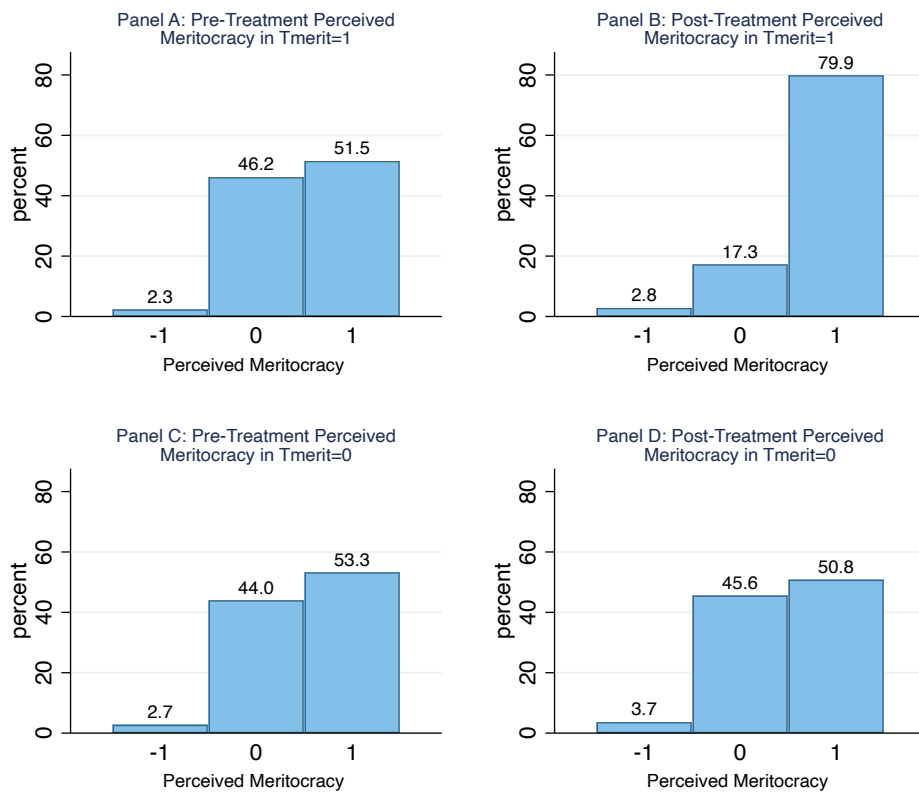 Panel A: Pre-Treatment Perceived
Meritocracy in Tmerit=1
percent
80
60
40
20
0
2.3
46.2
51.5
-1
0
1
Perceived Meritocracy
Panel B: Post-Treatment Perceived
Meritocracy in Tmerit=1
percent
80
60
40
20
0
2.8
17.3
79.9
-1
0
1
Perceived Meritocracy
Panel C: Pre-Treatment Perceived
Meritocracy in Tmerit=0
percent
80
60
40
20
0
2.7
44.0
53.3
-1
0
1
Perceived Meritocracy
Panel D: Post-Treatment Perceived
Meritocracy in Tmerit=0
percent
80
60
40
20
0
3.7
45.6
50.8
-1
0
1
Perceived Meritocracy